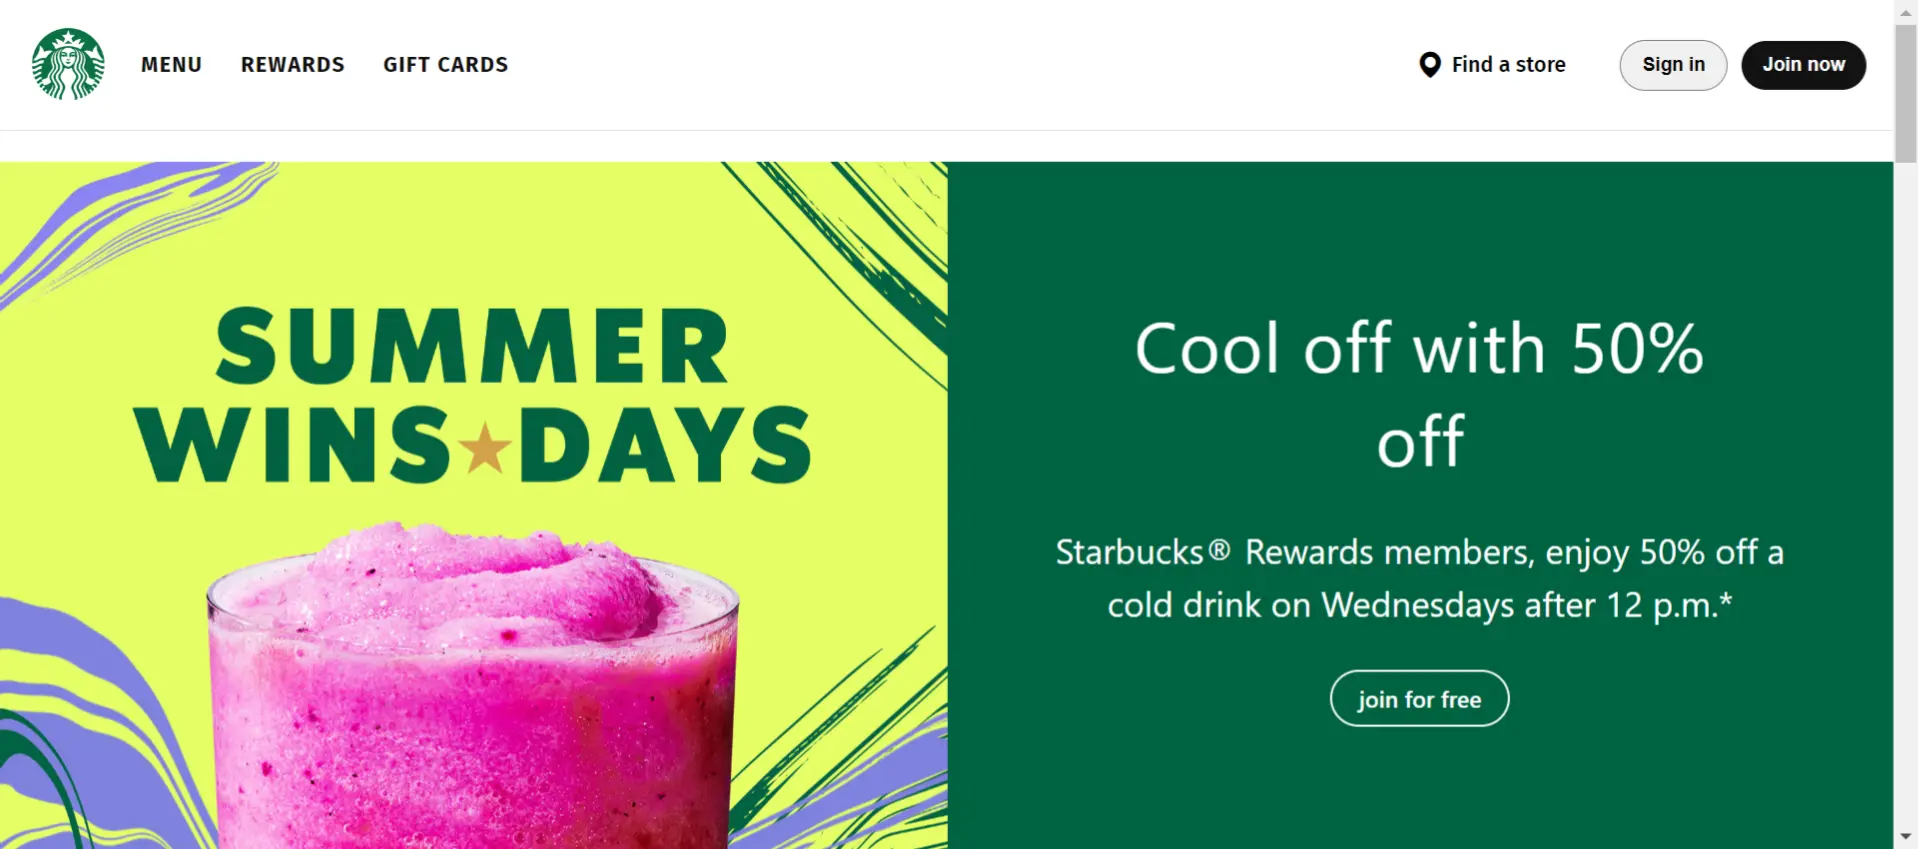 MENU REWARDS GIFT CARDS Find a store Sign in Join now
SUMMER
WINS★DAYS
Cool off with 50%
off
Starbucks® Rewards members, enjoy 50% off a
cold drink on Wednesdays after 12 p.m.*
join for free